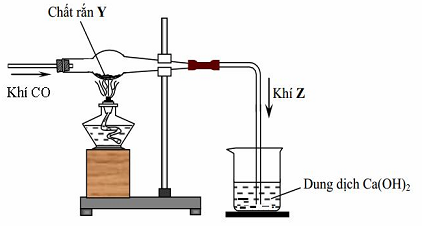 Chất rắn Y
Khí CO
Khí Z
Dung dịch Ca(OH)2